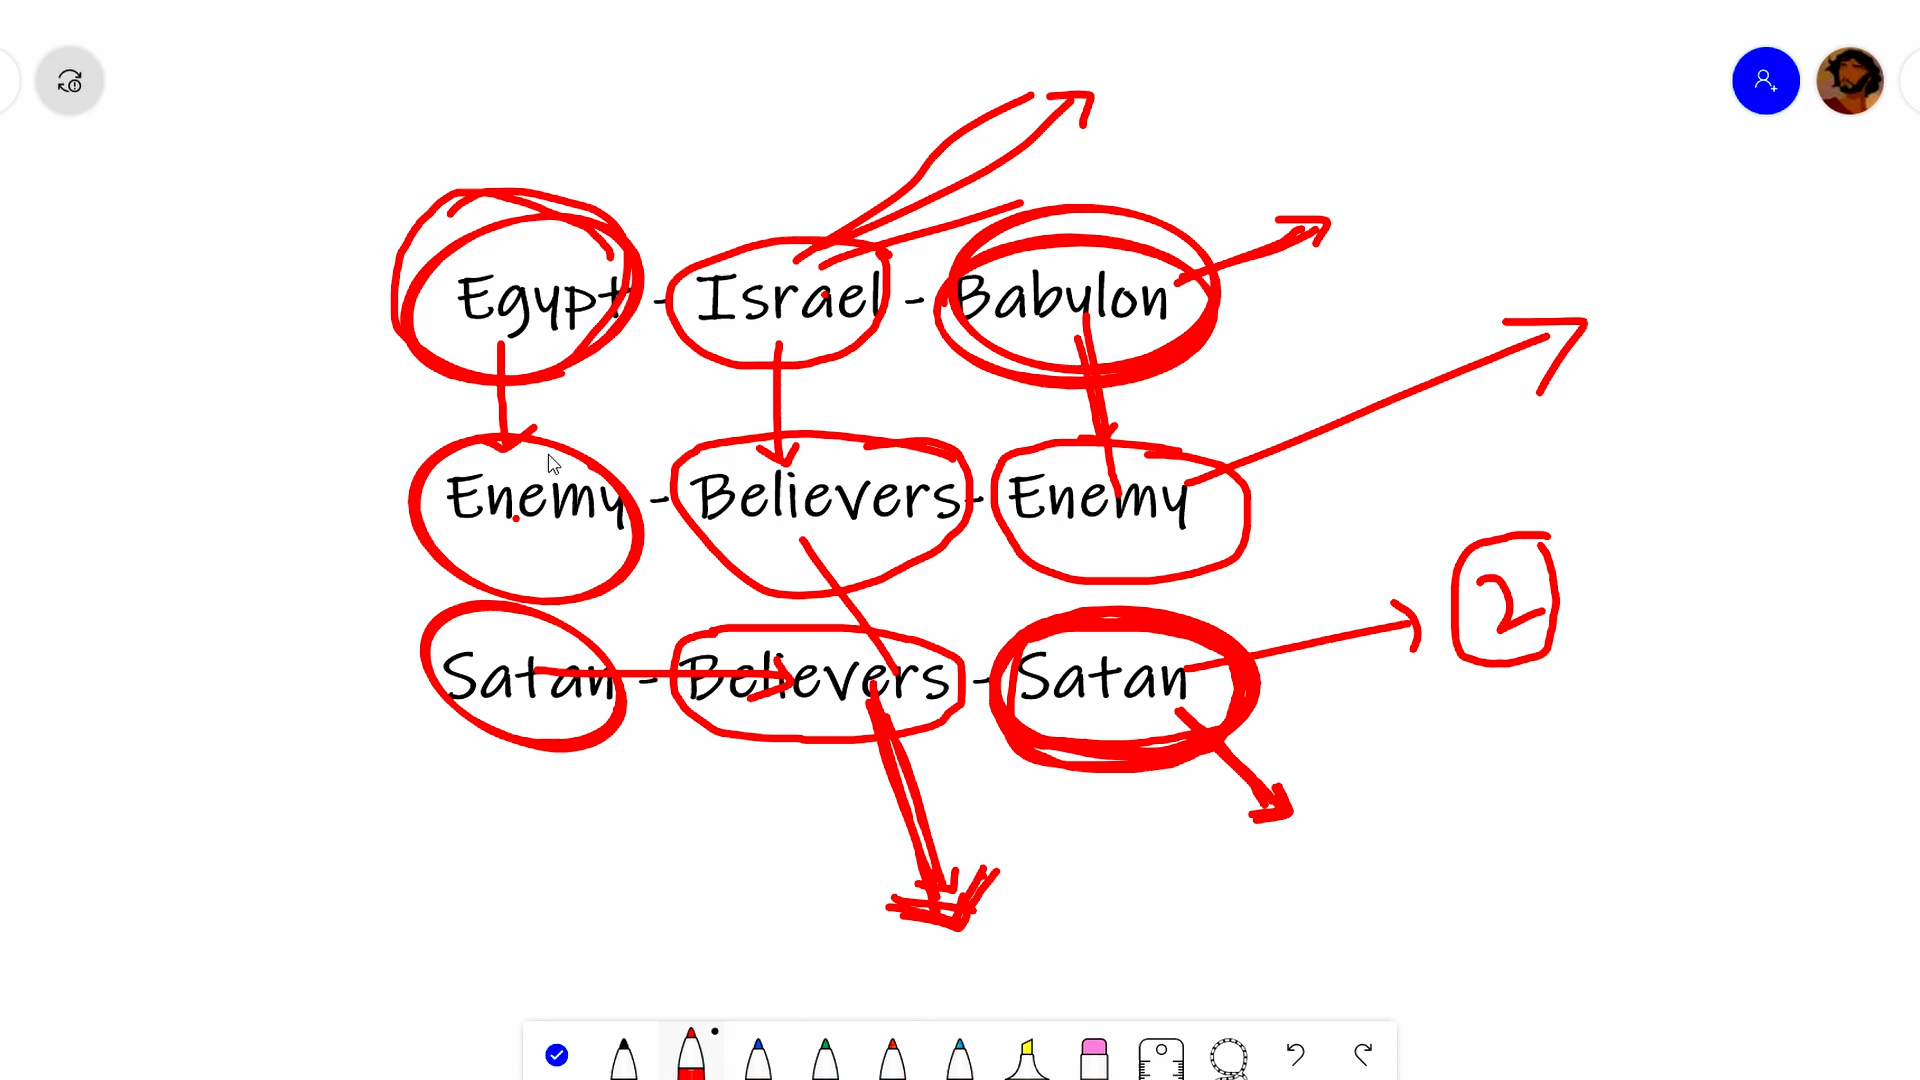 Egypt - Israel - Babylon
Enemy - Believers - Enemy
2
Satan - Believers - Satan